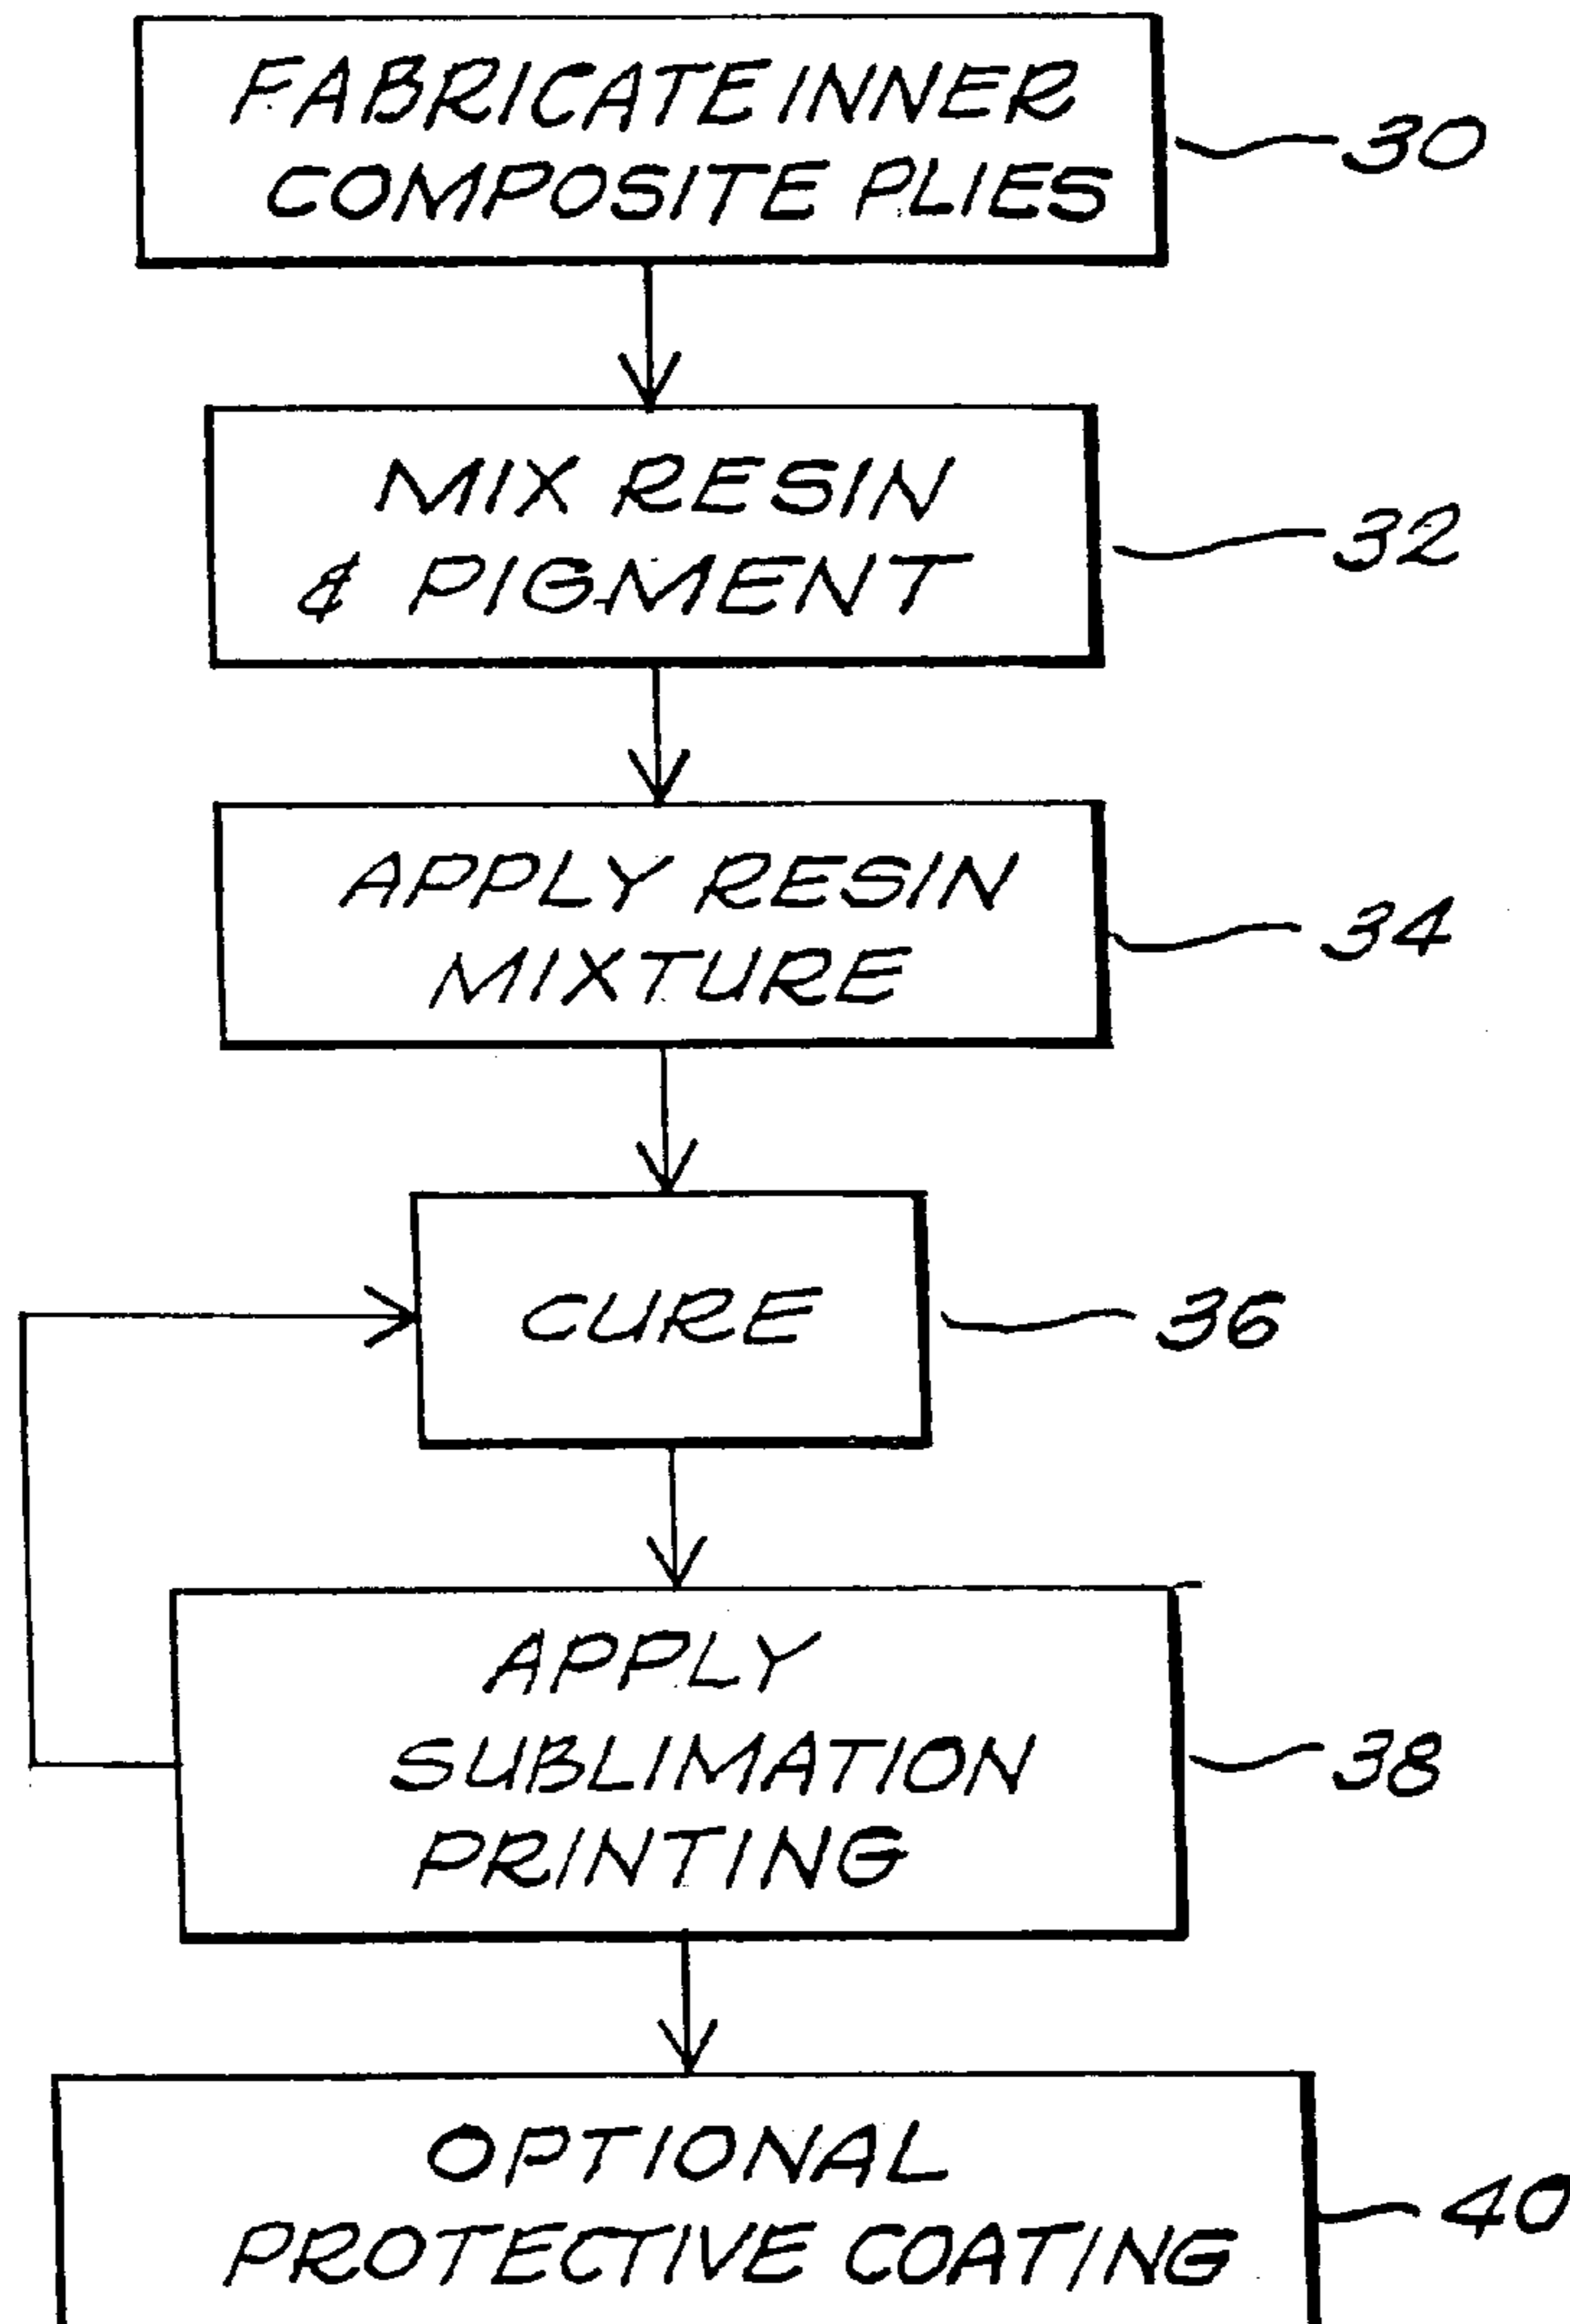 FABRICATE INNER
COMPOSITE PLIES
30
MIX RESIN
& PIGMENT
32
APPLY RESIN
MIXTURE
34
CURE
36
APPLY
SUBLIMATION
PRINTING
38
OPTIONAL
PROTECTIVE COATING
40